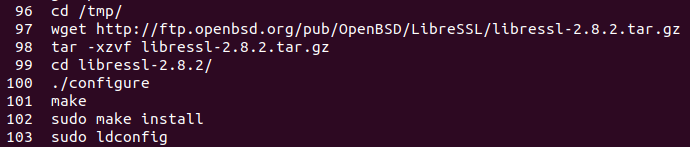 96 cd /tmp/
97 wget http://ftp.openbsd.org/pub/OpenBSD/LibreSSL/libressl-2.8.2.tar.gz
98 tar -xzvf libressl-2.8.2.tar.gz
99 cd libressl-2.8.2/
100 ./configure
101 make
102 sudo make install
103 sudo ldconfig